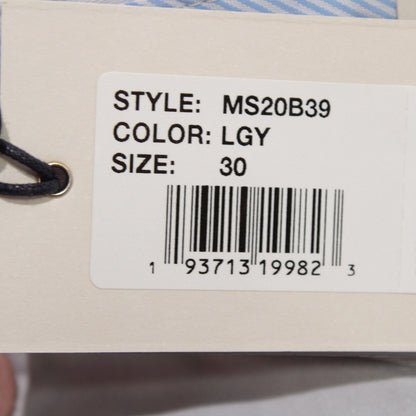 STYLE: MS20B39
COLOR: LGY
SIZE: 30
1 93713 19982 3